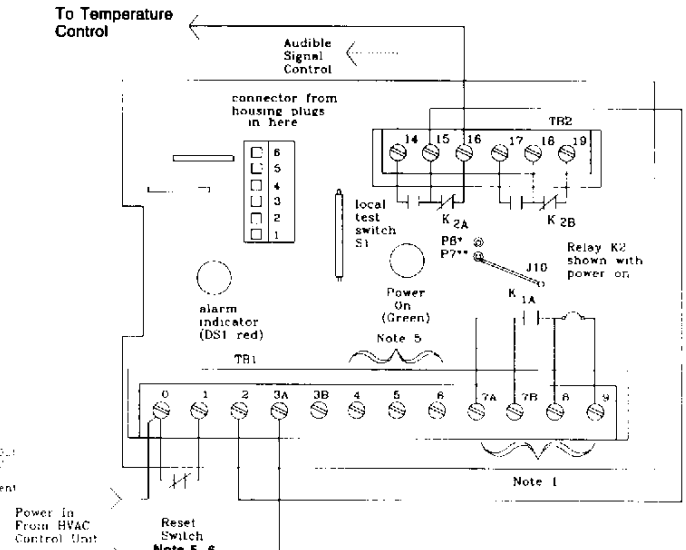 To Temperature
Control
Audible
Signal
Control
connector from
housing plugs
in here
6
5
4
3
2
1
TB2
14 15 16 17 18 19
K 2A
K 2B
local
test
switch
S1
P6*
P7**
J10
Relay K2
shown with
power on
K 1A
alarm
indicator
(DS1 red)
Power
On
(Green)
Note 5
TB1
0 1 2 3A 3B 4 5 6 7A 7B 8 9
Note 1
Power in
From HVAC
Control Unit
Reset
Switch
Note 5, 6